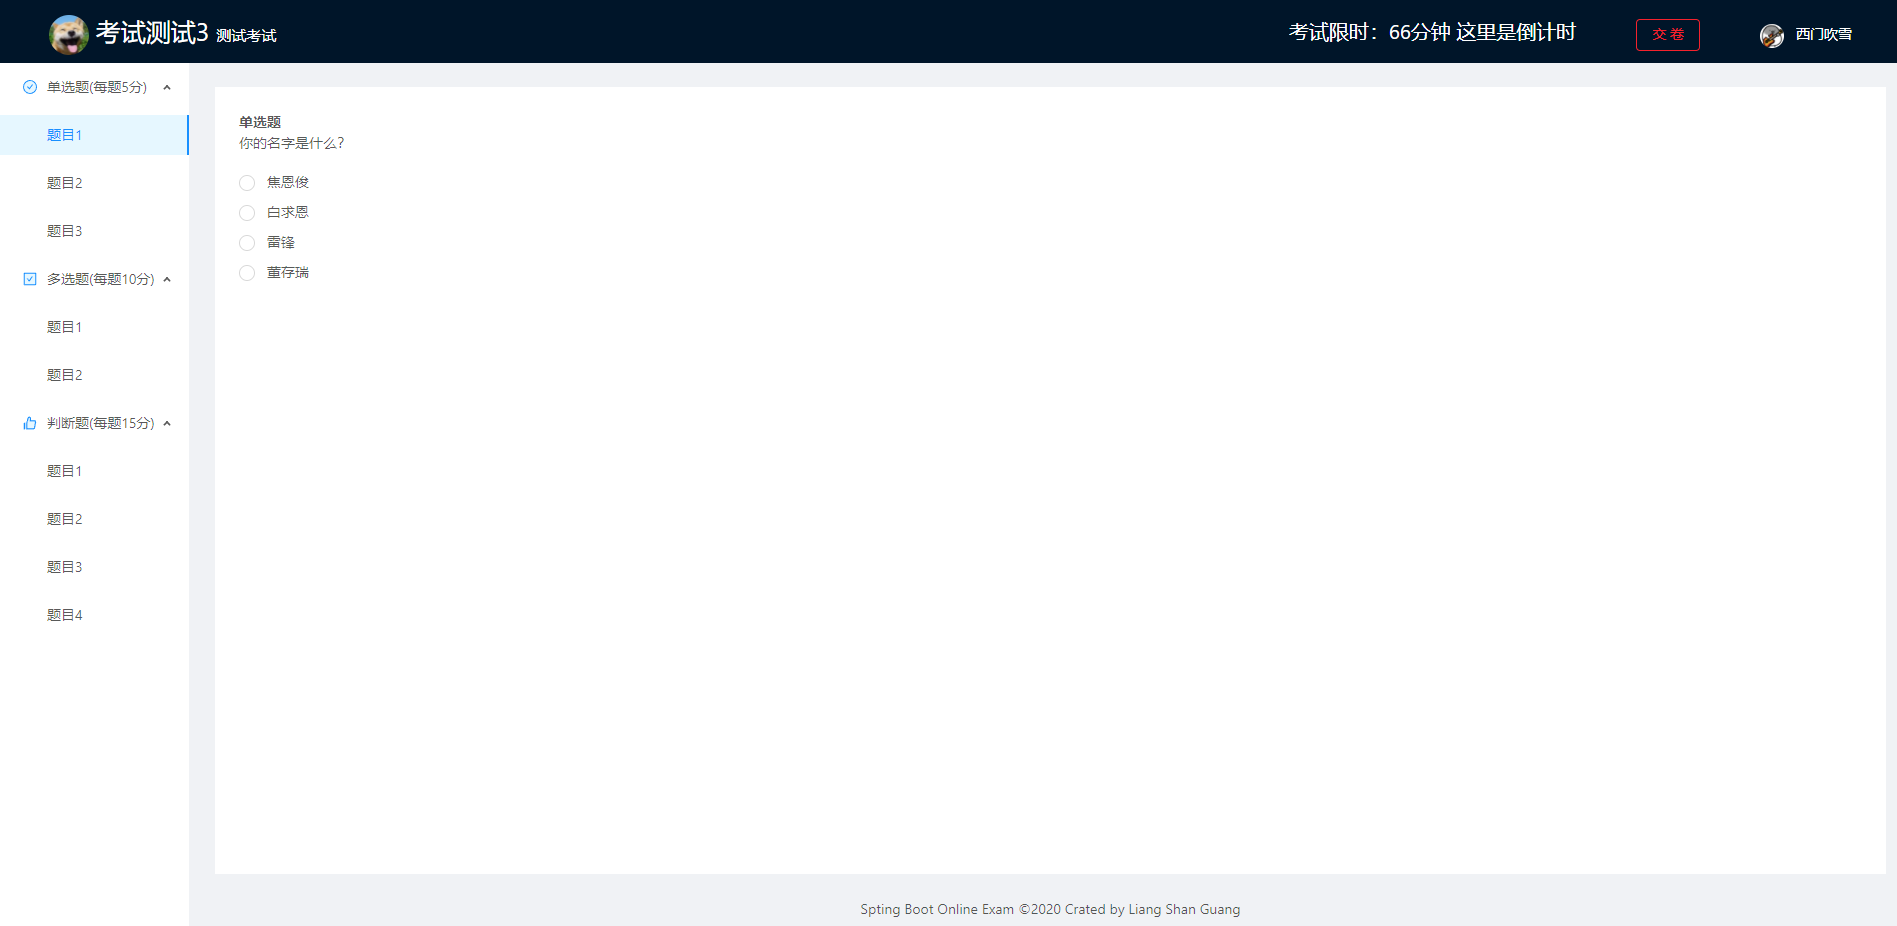 考试测试3 测试考试
考试限时：66分钟 这里是倒计时
交 卷
西门吹雪
单选题(每题5分)
题目1
题目2
题目3
多选题(每题10分)
题目1
题目2
判断题(每题15分)
题目1
题目2
题目3
题目4
单选题
你的名字是什么?
焦恩俊
白求恩
雷锋
董存瑞
Spting Boot Online Exam ©2020 Crated by Liang Shan Guang